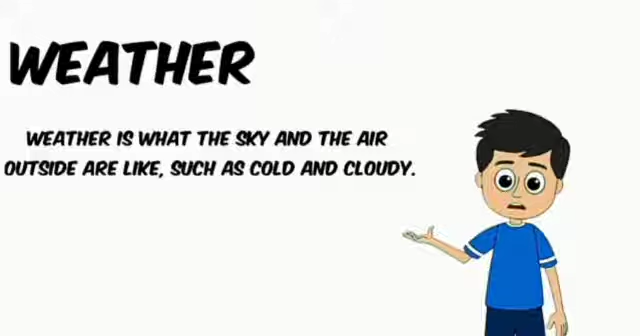 WEATHER
WEATHER IS WHAT THE SKY AND THE AIR
OUTSIDE ARE LIKE, SUCH AS COLD AND CLOUDY.